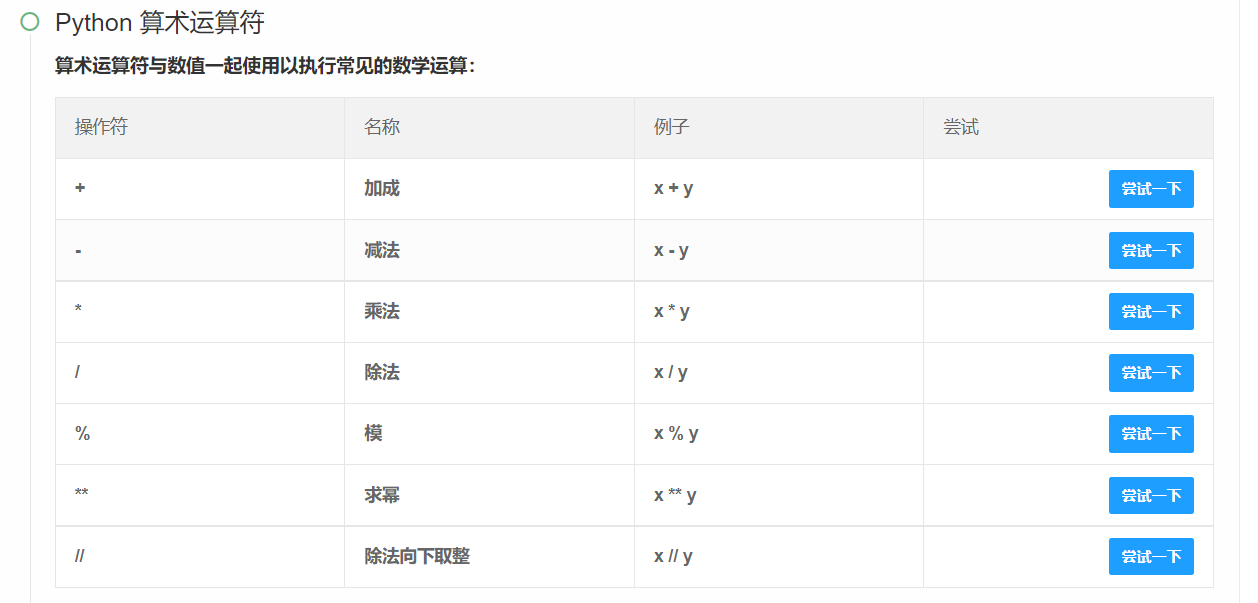 Python 算术运算符
算术运算符与数值一起使用以执行常见的数学运算：
操作符 名称 例子 尝试
+ 加成 x + y 尝试一下
- 减法 x - y 尝试一下
* 乘法 x * y 尝试一下
/ 除法 x / y 尝试一下
% 模 x % y 尝试一下
** 求幂 x ** y 尝试一下
// 除法向下取整 x // y 尝试一下